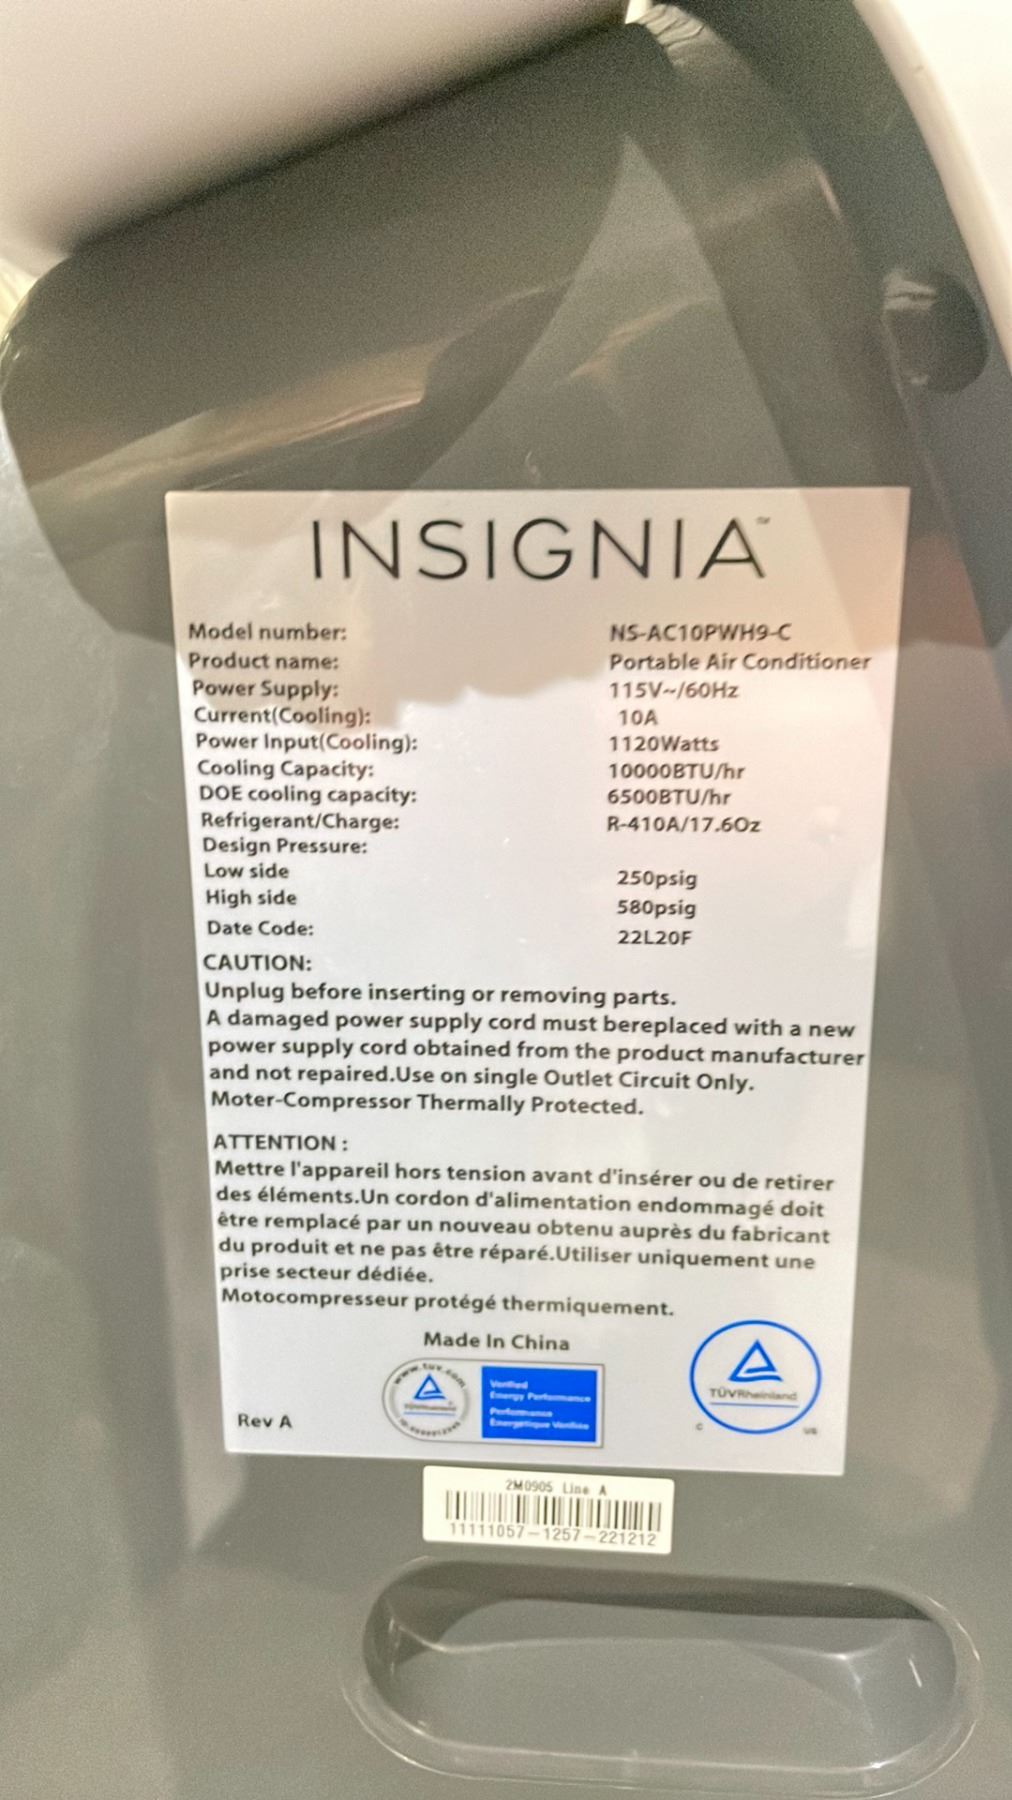 INSIGNIA™
Model number: NS-AC10PWH9-C
Product name: Portable Air Conditioner
Power Supply: 115V~/60Hz
Current(Cooling): 10A
Power Input(Cooling): 1120Watts
Cooling Capacity: 10000BTU/hr
DOE cooling capacity: 6500BTU/hr
Refrigerant/Charge: R-410A/17.6Oz
Design Pressure:
Low side 250psig
High side 580psig
Date Code: 22L20F
CAUTION:
Unplug before inserting or removing parts.
A damaged power supply cord must bereplaced with a new
power supply cord obtained from the product manufacturer
and not repaired.Use on single Outlet Circuit Only.
Moter-Compressor Thermally Protected.
ATTENTION :
Mettre l'appareil hors tension avant d'insérer ou de retirer
des éléments.Un cordon d'alimentation endommagé doit
être remplacé par un nouveau obtenu auprès du fabricant
du produit et ne pas être réparé.Utiliser uniquement une
prise secteur dédiée.
Motocompresseur protégé thermiquement.
Made In China
www.tuv.com
TÜVRheinland
Verified
Energy Performance
Performance
Énergétique Vérifiée
TÜVRheinland
C US
Rev A
2M0905 Line A
11111057-1257-221212